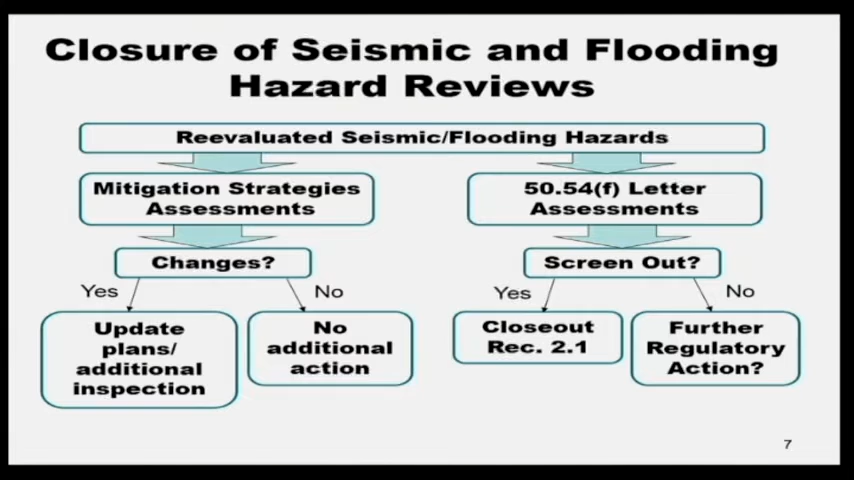 Closure of Seismic and Flooding
Hazard Reviews
Reevaluated Seismic/Flooding Hazards
Mitigation Strategies
Assessments
50.54(f) Letter
Assessments
Changes?
Screen Out?
Yes
No
Yes
No
Update
plans/
additional
inspection
No
additional
action
Closeout
Rec. 2.1
Further
Regulatory
Action?
7